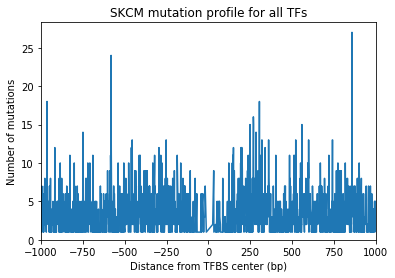 SKCM mutation profile for all TFs
Number of mutations
25
20
15
10
5
0
−1000 −750 −500 −250 0 250 500 750 1000
Distance from TFBS center (bp)